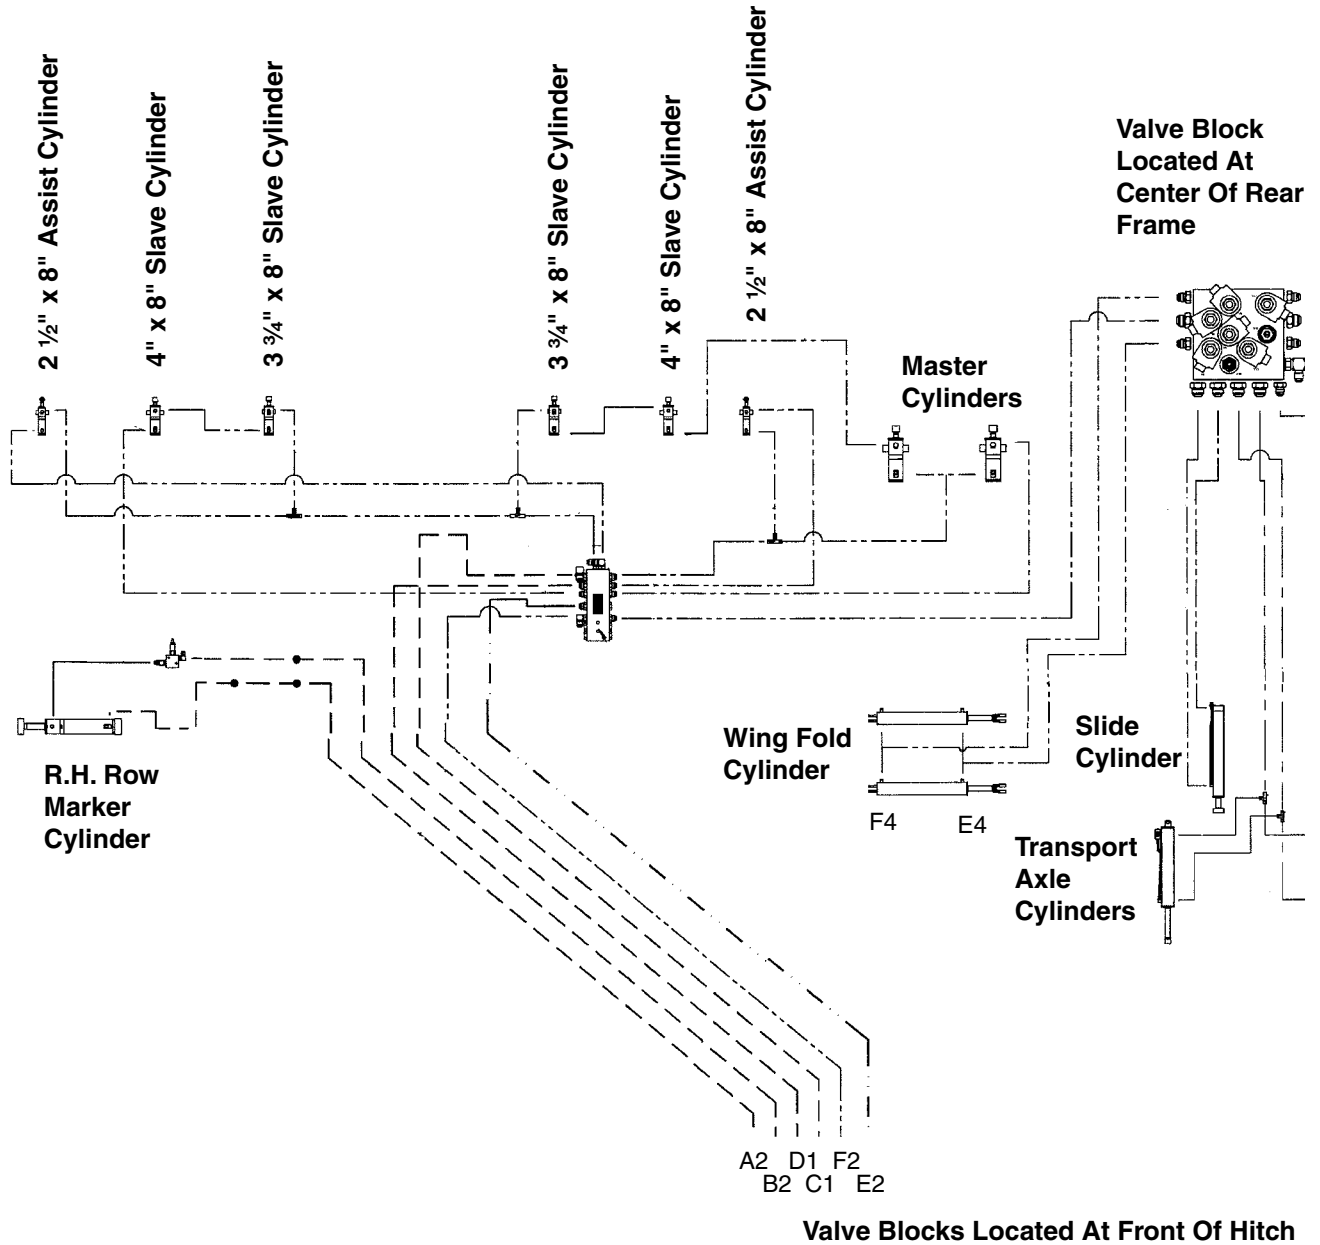 2 ½" x 8" Assist Cylinder
4" x 8" Slave Cylinder
3 ¾" x 8" Slave Cylinder
3 ¾" x 8" Slave Cylinder
4" x 8" Slave Cylinder
2 ½" x 8" Assist Cylinder
Valve Block
Located At
Center Of Rear
Frame
Master
Cylinders
Wing Fold
Cylinder
Slide
Cylinder
R.H. Row
Marker
Cylinder
F4
E4
Transport
Axle
Cylinders
A2
D1
F2
B2
C1
E2
Valve Blocks Located At Front Of Hitch